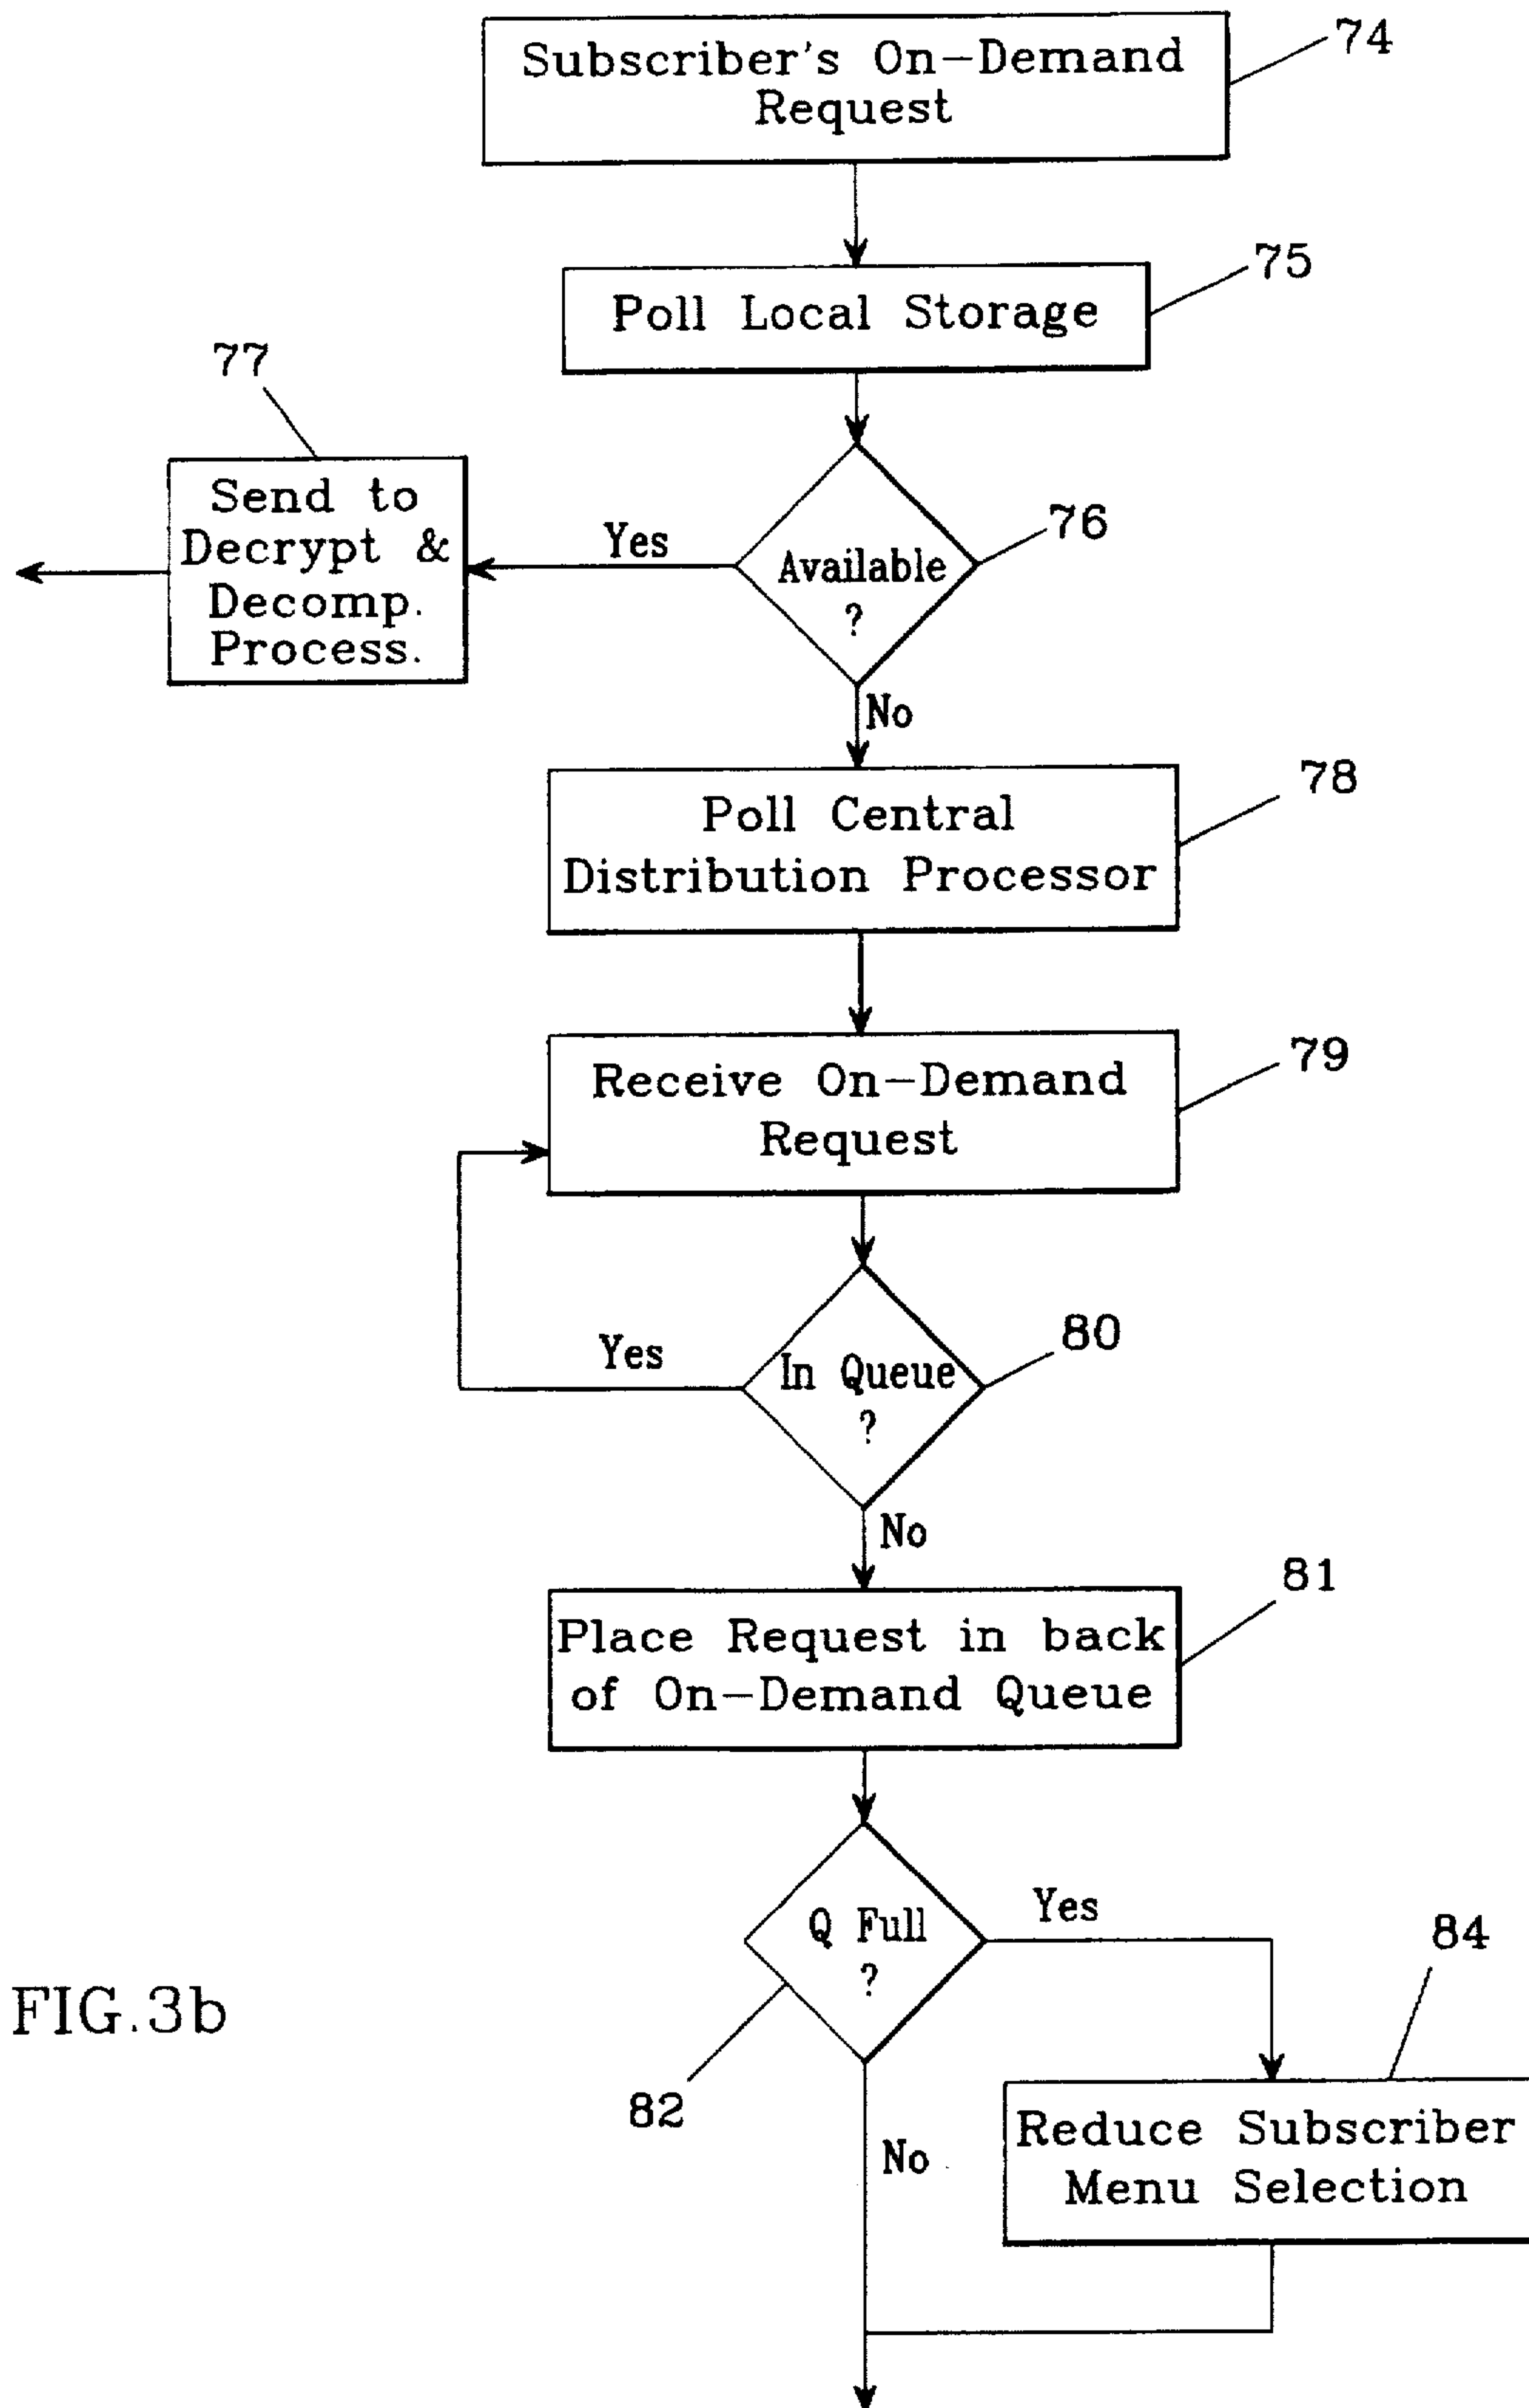 Subscriber's On-Demand
Request
74
Poll Local Storage
75
77
Send to
Decrypt &
Decomp.
Process.
Yes
Available
?
76
No
Poll Central
Distribution Processor
78
Receive On-Demand
Request
79
Yes
In Queue
?
80
No
Place Request in back
of On-Demand Queue
81
Q Full
?
Yes
82
No
84
Reduce Subscriber
Menu Selection
FIG.3b